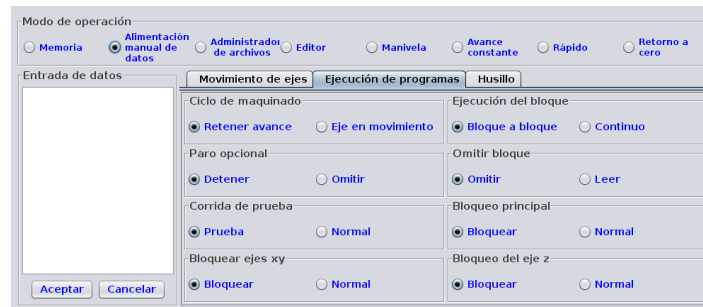 Modo de operación
Memoria
Alimentación
manual de
datos
Administrador
de archivos
Editor
Manivela
Avance
constante
Rápido
Retorno a
cero
Entrada de datos
Movimiento de ejes Ejecución de programas Husillo
Ciclo de maquinado Ejecución del bloque
Retener avance Eje en movimiento Bloque a bloque Continuo
Paro opcional Omitir bloque
Detener Omitir Omitir Leer
Corrida de prueba Bloqueo principal
Prueba Normal Bloquear Normal
Bloquear ejes xy Bloqueo del eje z
Bloquear Normal Bloquear Normal
Aceptar Cancelar